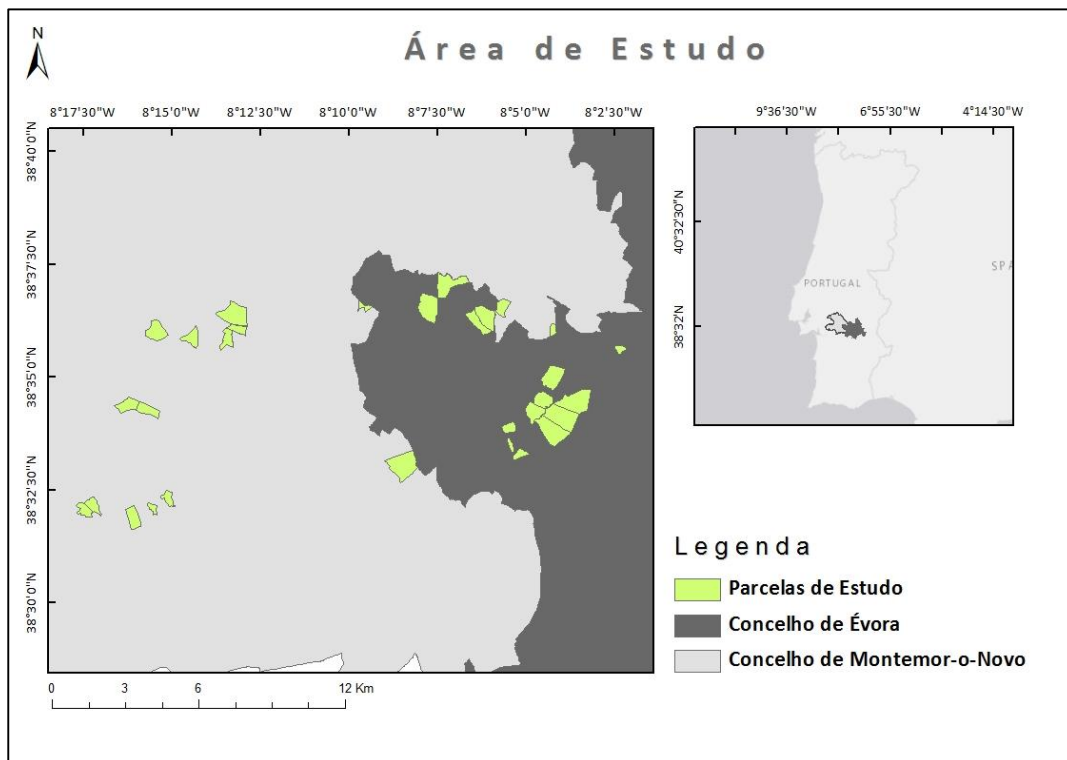 N
Área de Estudo
8°17'30"W 8°15'0"W 8°12'30"W 8°10'0"W 8°7'30"W 8°5'0"W 8°2'30"W
38°40'0"N
38°37'30"N
38°35'0"N
38°32'30"N
38°30'0"N
0 3 6 12 Km
9°36'30"W 6°55'30"W 4°14'30"W
40°32'30"N
38°32'N
PORTUGAL
SPA
Legenda
Parcelas de Estudo
Concelho de Évora
Concelho de Montemor-o-Novo